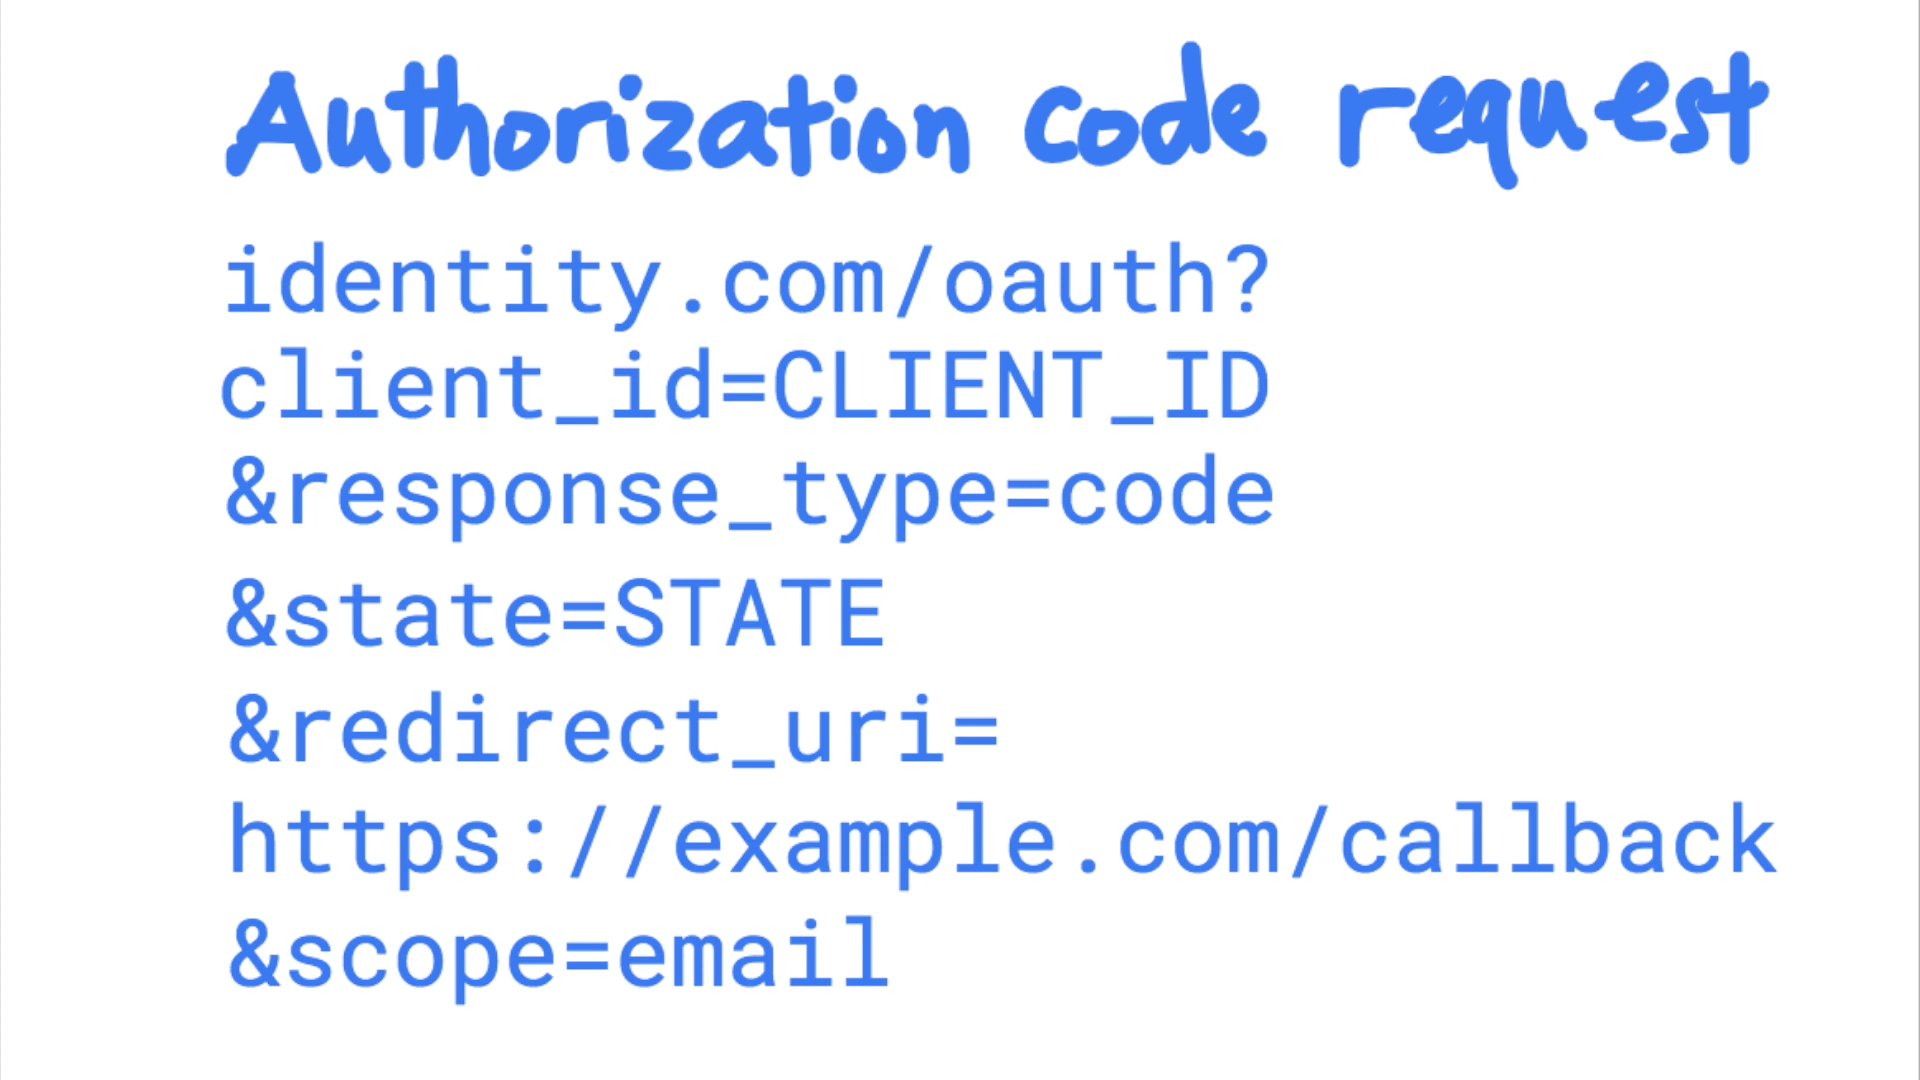 Authorization code request
identity.com/oauth?
client_id=CLIENT_ID
&response_type=code
&state=STATE
&redirect_uri=
https://example.com/callback
&scope=email